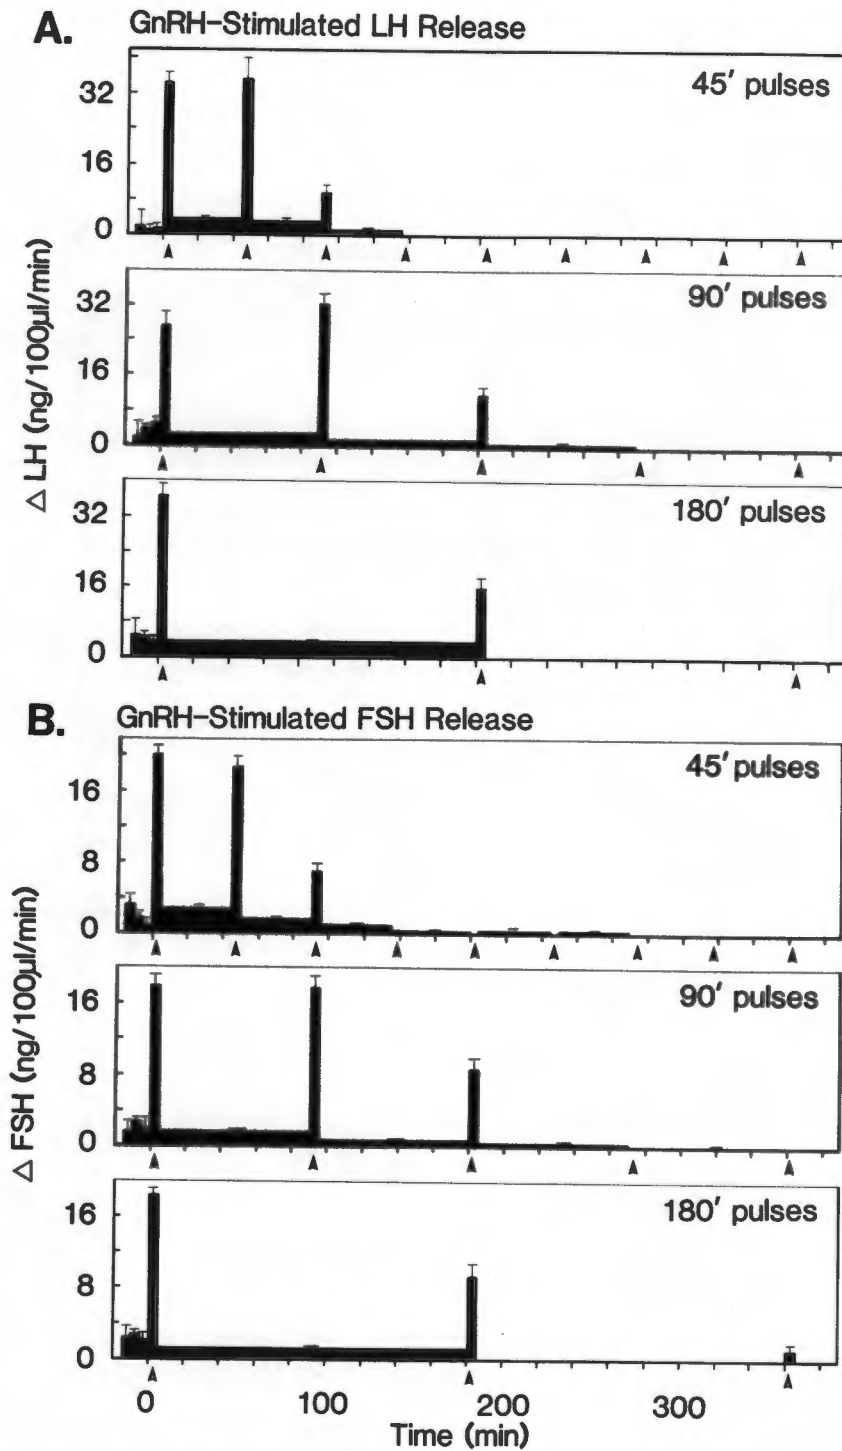 A.
GnRH-Stimulated LH Release
45' pulses
32
16
0
90' pulses
32
16
0
180' pulses
32
16
0
Δ LH (ng/100μl/min)
B.
GnRH-Stimulated FSH Release
45' pulses
16
8
0
90' pulses
16
8
0
180' pulses
16
8
0
Δ FSH (ng/100μl/min)
0 100 200 300
Time (min)